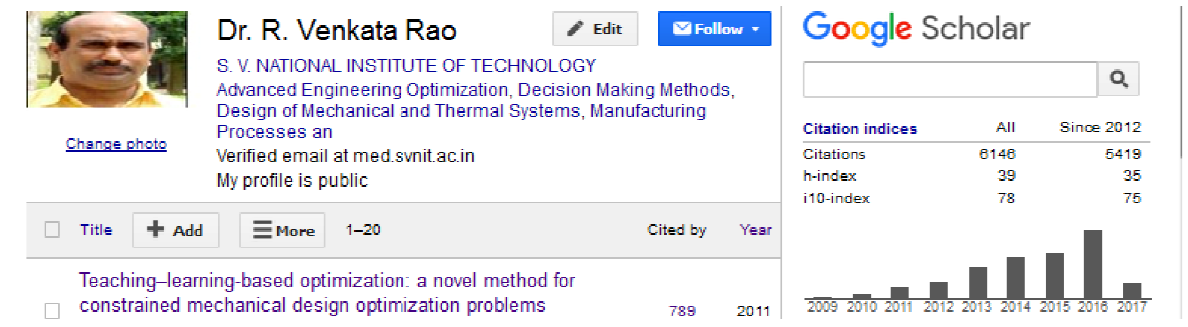 Dr. R. Venkata Rao
Edit
Follow
S. V. NATIONAL INSTITUTE OF TECHNOLOGY
Advanced Engineering Optimization, Decision Making Methods,
Design of Mechanical and Thermal Systems, Manufacturing
Processes an
Verified email at med.svnit.ac.in
My profile is public
Change photo
Title Add More 1–20 Cited by Year
Teaching–learning-based optimization: a novel method for
constrained mechanical design optimization problems 789 2011
Google Scholar
Citation indices All Since 2012
Citations 6146 5419
h-index 39 35
i10-index 78 75
2009 2010 2011 2012 2013 2014 2015 2016 2017